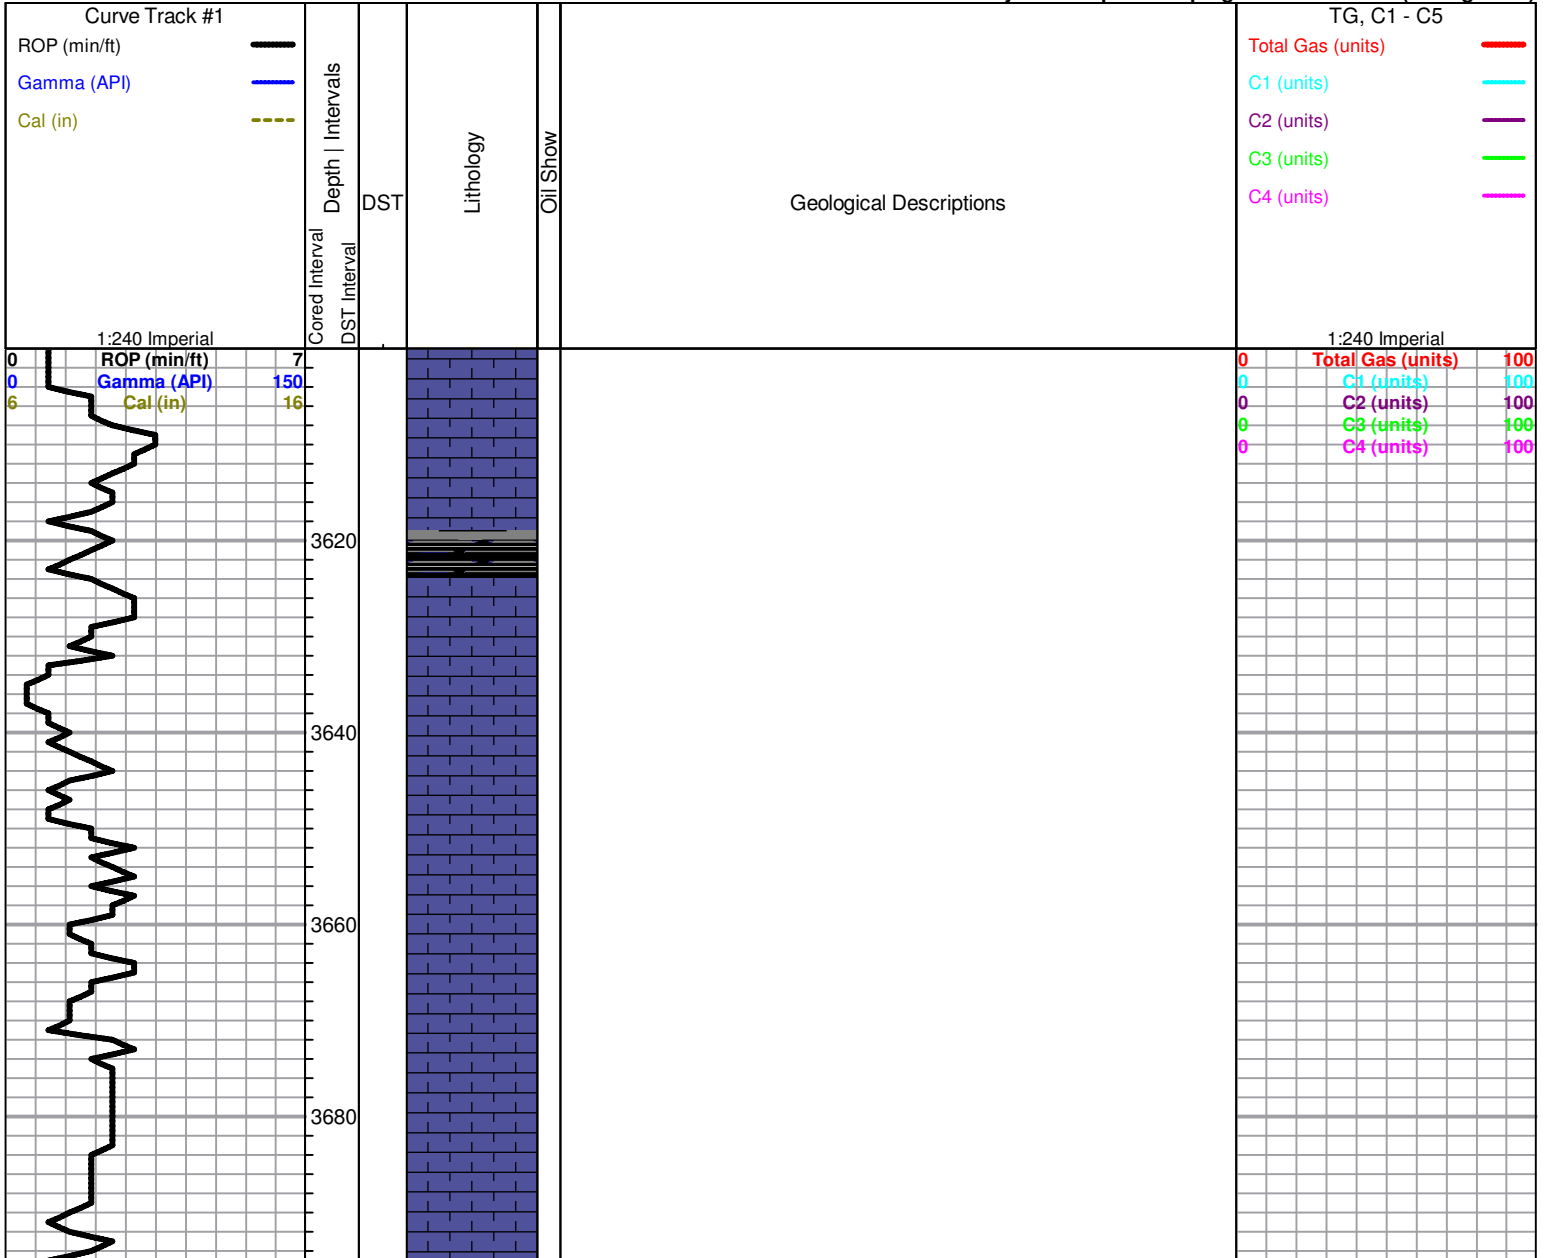 Curve Track #1
ROP (min/ft)
Gamma (API)
Cal (in)
1:240 Imperial
Depth | Intervals
Cored Interval
DST Interval
DST
Lithology
Oil Show
Geological Descriptions
TG, C1 - C5
Total Gas (units)
C1 (units)
C2 (units)
C3 (units)
C4 (units)
1:240 Imperial
0 ROP (min/ft) 7
0 Gamma (API) 150
6 Cal (in) 16
0 Total Gas (units) 100
0 C1 (units) 100
0 C2 (units) 100
0 C3 (units) 100
0 C4 (units) 100
3620
3640
3660
3680